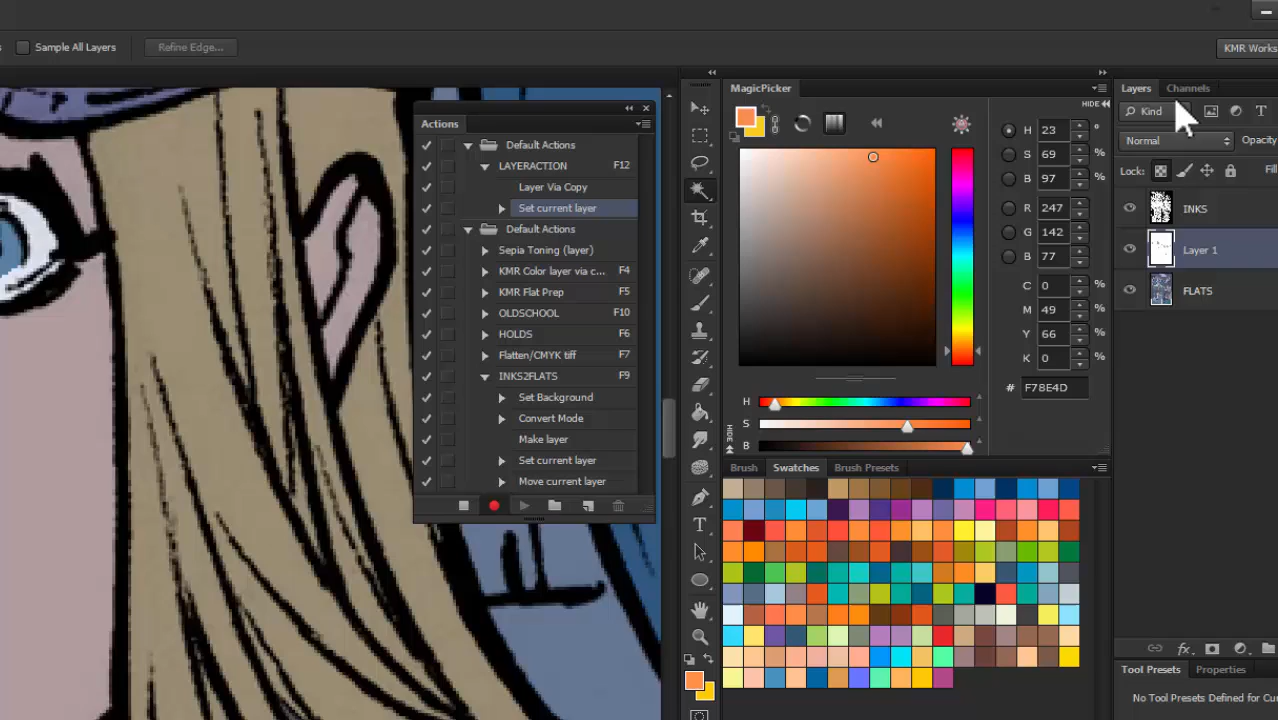 Sample All Layers
Refine Edge...
KMR Works
MagicPicker
Layers
Channels
HIDE
Kind
T
Normal
Opacity
Lock:
Fill
INKS
Layer 1
FLATS
H 23 °
S 69 %
B 97 %
R 247
G 142
B 77
C 0 %
M 49 %
Y 66 %
K 0 %
# F78E4D
H
S
B
HIDE
Actions
Default Actions
LAYERACTION F12
Layer Via Copy
Set current layer
Default Actions
Sepia Toning (layer)
KMR Color layer via c... F4
KMR Flat Prep F5
OLDSCHOOL F10
HOLDS F6
Flatten/CMYK tiff F7
INKS2FLATS F9
Set Background
Convert Mode
Make layer
Set current layer
Move current layer
Brush
Swatches
Brush Presets
fx
Tool Presets
Properties
No Tool Presets Defined for Cu